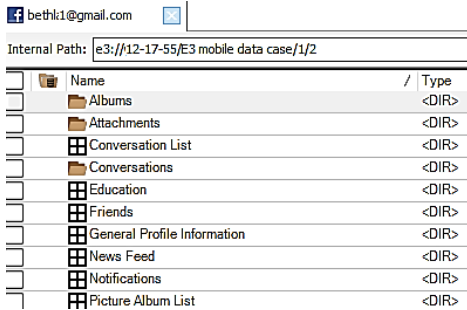 bethk1@gmail.com
Internal Path: e3://12-17-55/E3 mobile data case/1/2
Name / Type
Albums <DIR>
Attachments <DIR>
Conversation List <DIR>
Conversations <DIR>
Education <DIR>
Friends <DIR>
General Profile Information <DIR>
News Feed <DIR>
Notifications <DIR>
Picture Album List <DIR>